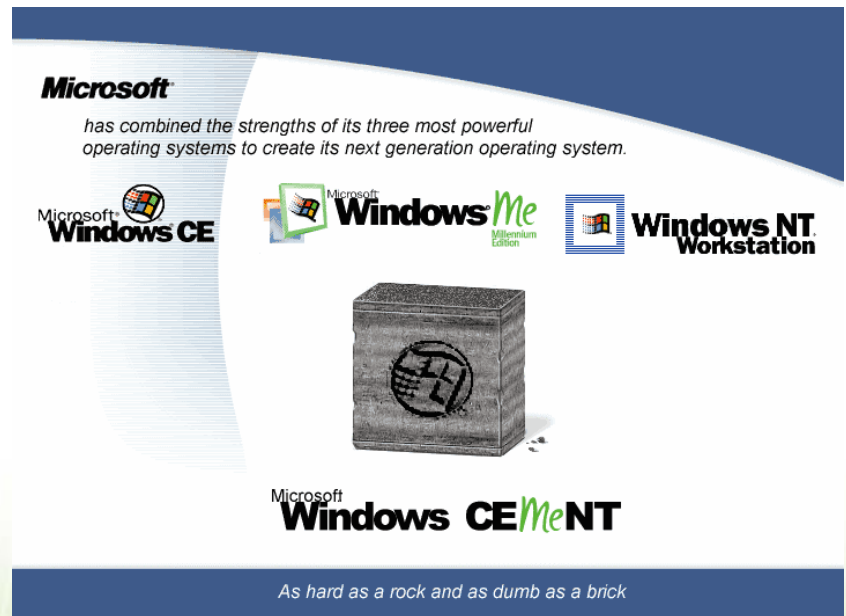 Microsoft
has combined the strengths of its three most powerful
operating systems to create its next generation operating system.
Microsoft
Windows CE
Microsoft
Windows Me
Millennium
Edition
Windows NT
Workstation
Microsoft
Windows CEMeNT
As hard as a rock and as dumb as a brick